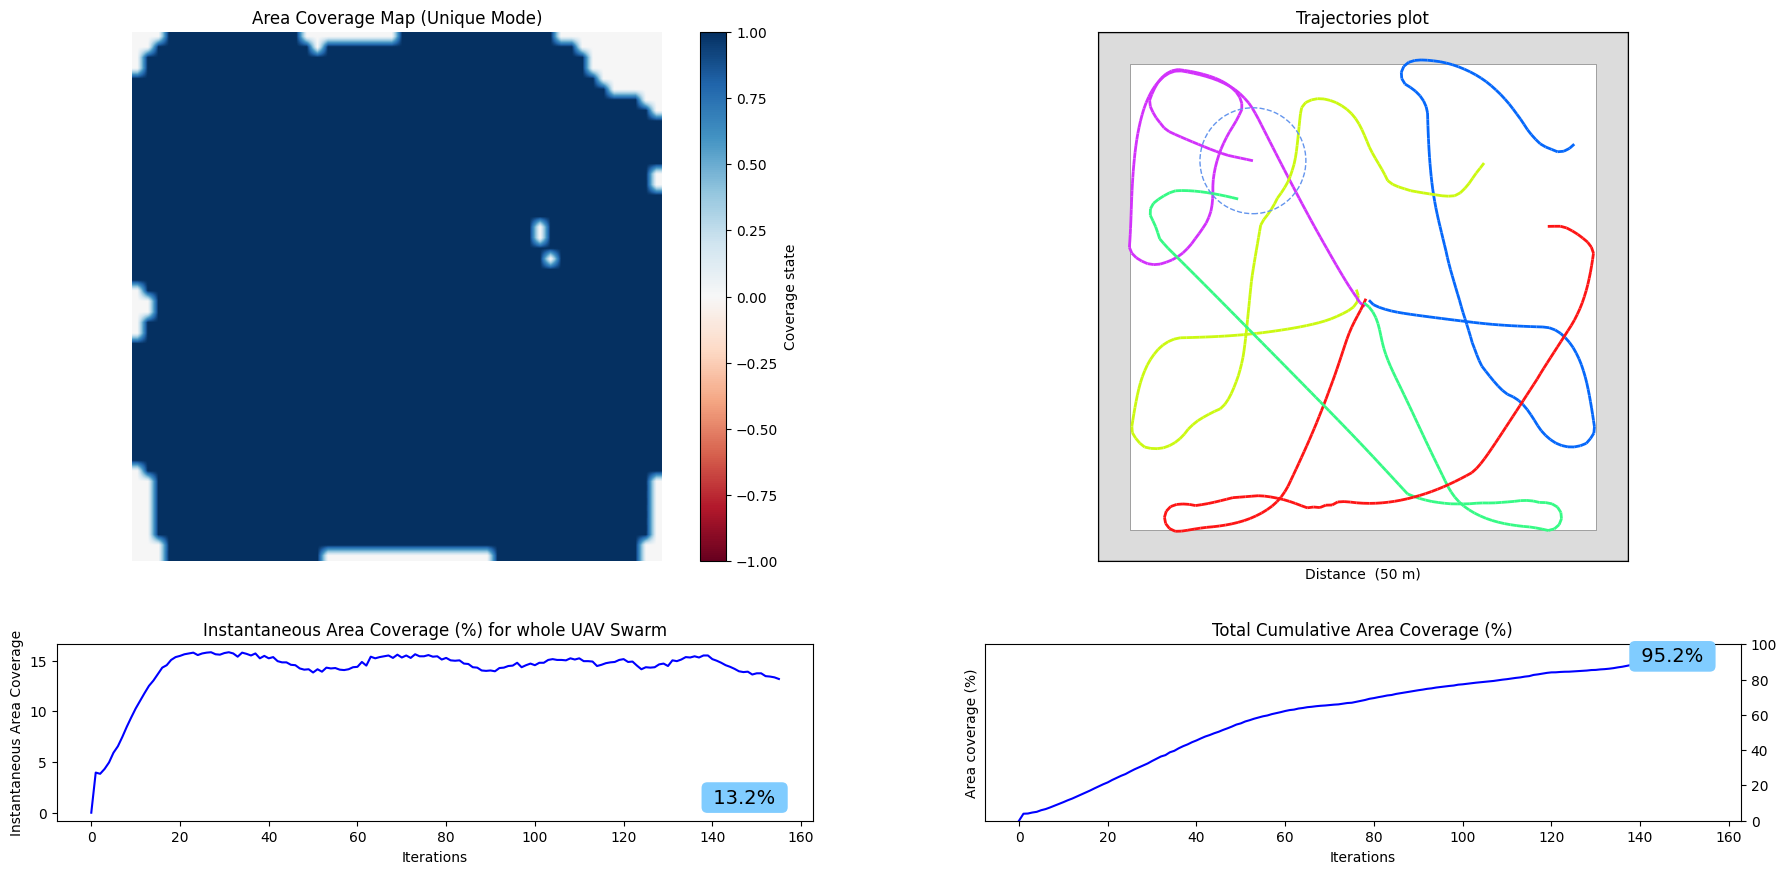 Area Coverage Map (Unique Mode)
1.00
0.75
0.50
0.25
0.00
−0.25
−0.50
−0.75
−1.00
Coverage state
Trajectories plot
Distance  (50 m)
Instantaneous Area Coverage (%) for whole UAV Swarm
Instantaneous Area Coverage
15
10
5
0
13.2%
0 20 40 60 80 100 120 140 160
Iterations
Total Cumulative Area Coverage (%)
Area coverage (%)
95.2%
100
80
60
40
20
0
0 20 40 60 80 100 120 140 160
Iterations